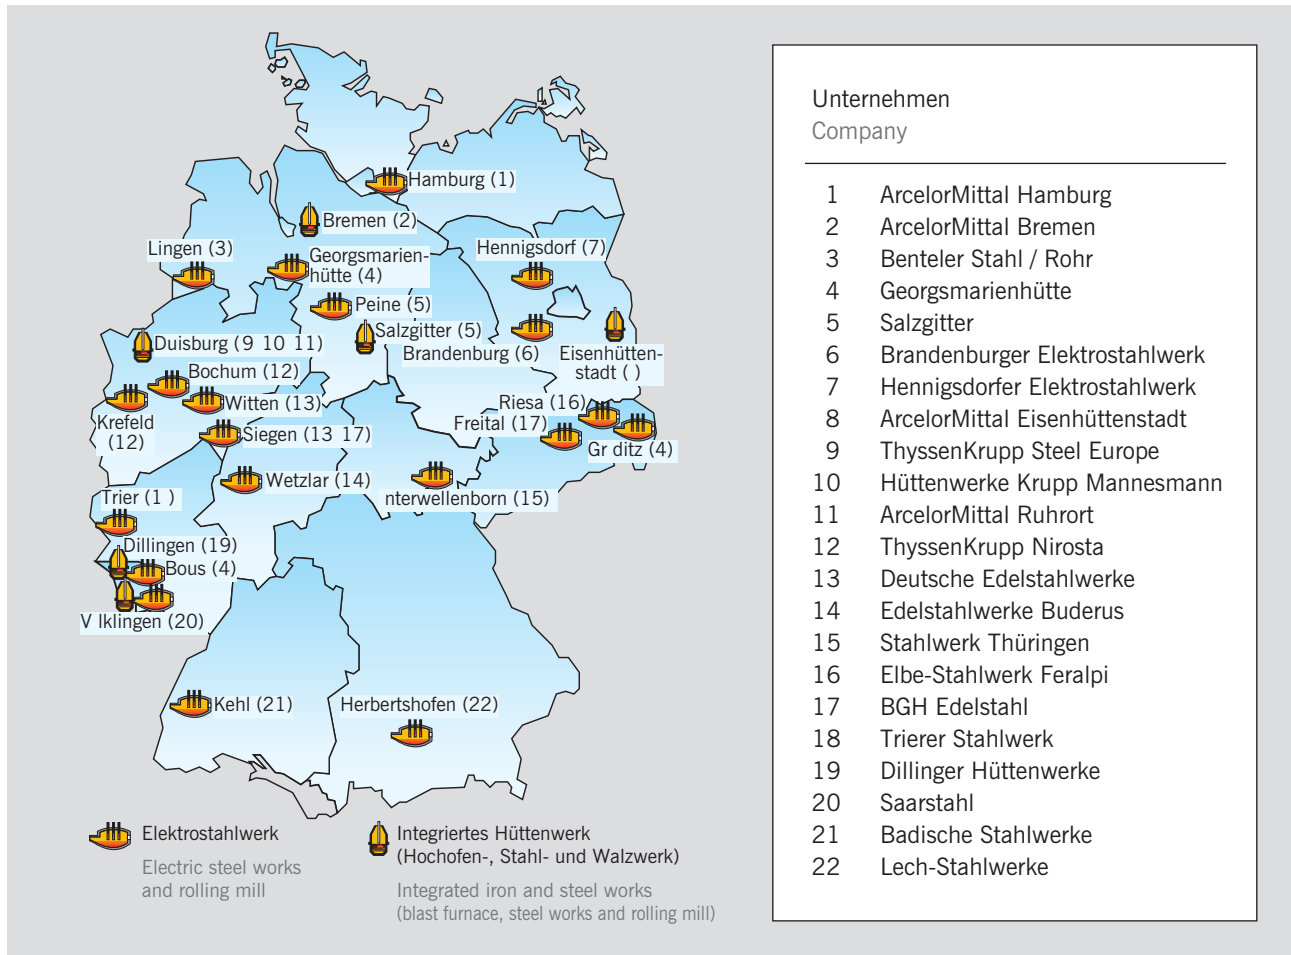 Hamburg (1)
Bremen (2)
Lingen (3)
Georgsmarien-
hütte (4)
Hennigsdorf (7)
Peine (5)
Salzgitter (5)
Brandenburg (6)
Eisenhütten-
stadt ( )
Duisburg (9 10 11)
Bochum (12)
Witten (13)
Krefeld
(12)
Siegen (13 17)
Riesa (16)
Freital (17)
Gr ditz (4)
Wetzlar (14)
nterwellenborn (15)
Trier (1 )
Dillingen (19)
Bous (4)
V lklingen (20)
Kehl (21)
Herbertshofen (22)
Elektrostahlwerk
Electric steel works
and rolling mill
Integriertes Hüttenwerk
(Hochofen-, Stahl- und Walzwerk)
Integrated iron and steel works
(blast furnace, steel works and rolling mill)
Unternehmen
Company
1 ArcelorMittal Hamburg
2 ArcelorMittal Bremen
3 Benteler Stahl / Rohr
4 Georgsmarienhütte
5 Salzgitter
6 Brandenburger Elektrostahlwerk
7 Hennigsdorfer Elektrostahlwerk
8 ArcelorMittal Eisenhüttenstadt
9 ThyssenKrupp Steel Europe
10 Hüttenwerke Krupp Mannesmann
11 ArcelorMittal Ruhrort
12 ThyssenKrupp Nirosta
13 Deutsche Edelstahlwerke
14 Edelstahlwerke Buderus
15 Stahlwerk Thüringen
16 Elbe-Stahlwerk Feralpi
17 BGH Edelstahl
18 Trierer Stahlwerk
19 Dillinger Hüttenwerke
20 Saarstahl
21 Badische Stahlwerke
22 Lech-Stahlwerke